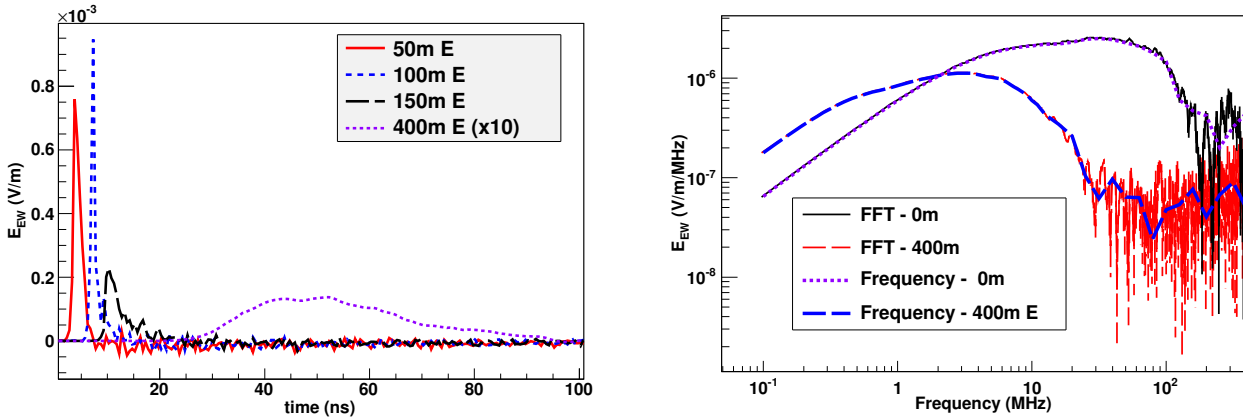 ×10⁻³
50m E
100m E
150m E
400m E (x10)
E_EW (V/m)
0.8
0.6
0.4
0.2
0
0 20 40 60 80 100
time (ns)
FFT - 0m
FFT - 400m
Frequency - 0m
Frequency - 400m E
E_EW (V/m/MHz)
10⁻⁶
10⁻⁷
10⁻⁸
10⁻¹ 1 10 10²
Frequency (MHz)